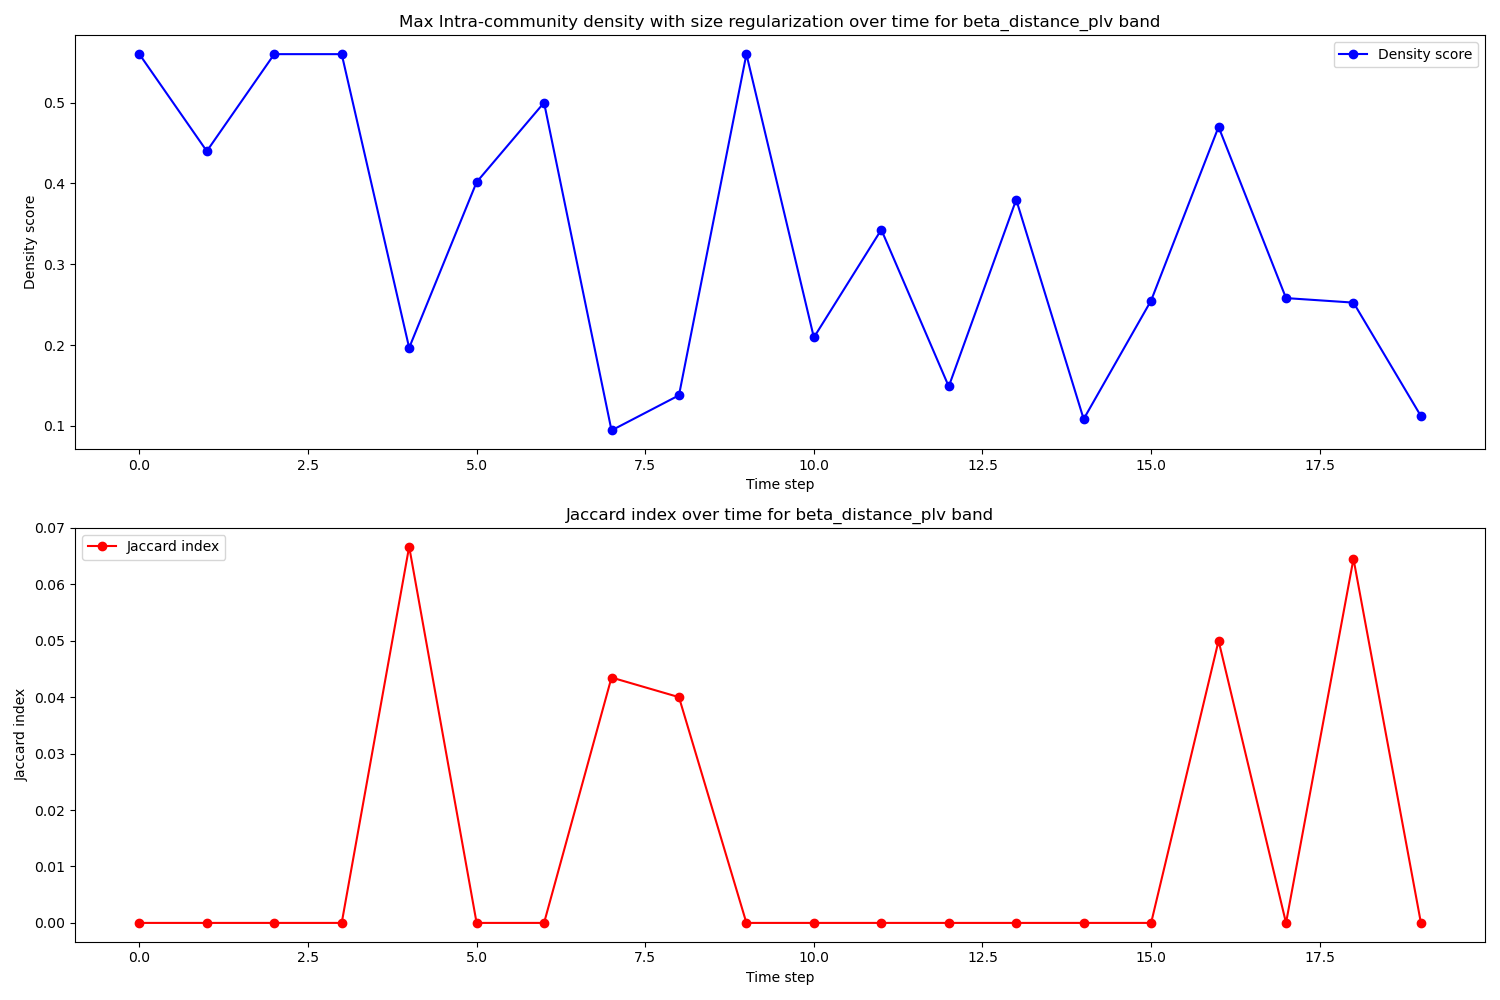 Max Intra-community density with size regularization over time for beta_distance_plv band
Density score
Density score
0.5
0.4
0.3
0.2
0.1
0.0 2.5 5.0 7.5 10.0 12.5 15.0 17.5
Time step
Jaccard index over time for beta_distance_plv band
Jaccard index
Jaccard index
0.07
0.06
0.05
0.04
0.03
0.02
0.01
0.00
0.0 2.5 5.0 7.5 10.0 12.5 15.0 17.5
Time step